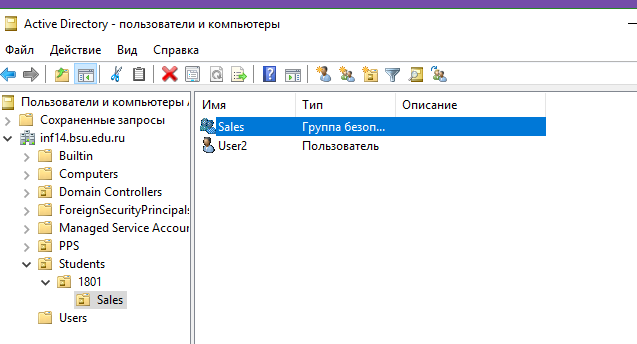 Active Directory - пользователи и компьютеры
Файл Действие Вид Справка
Пользователи и компьютеры
Сохраненные запросы
inf14.bsu.edu.ru
Builtin
Computers
Domain Controllers
ForeignSecurityPrincipals
Managed Service Accour
PPS
Students
1801
Sales
Users
Имя Тип Описание
Sales Группа безоп...
User2 Пользователь